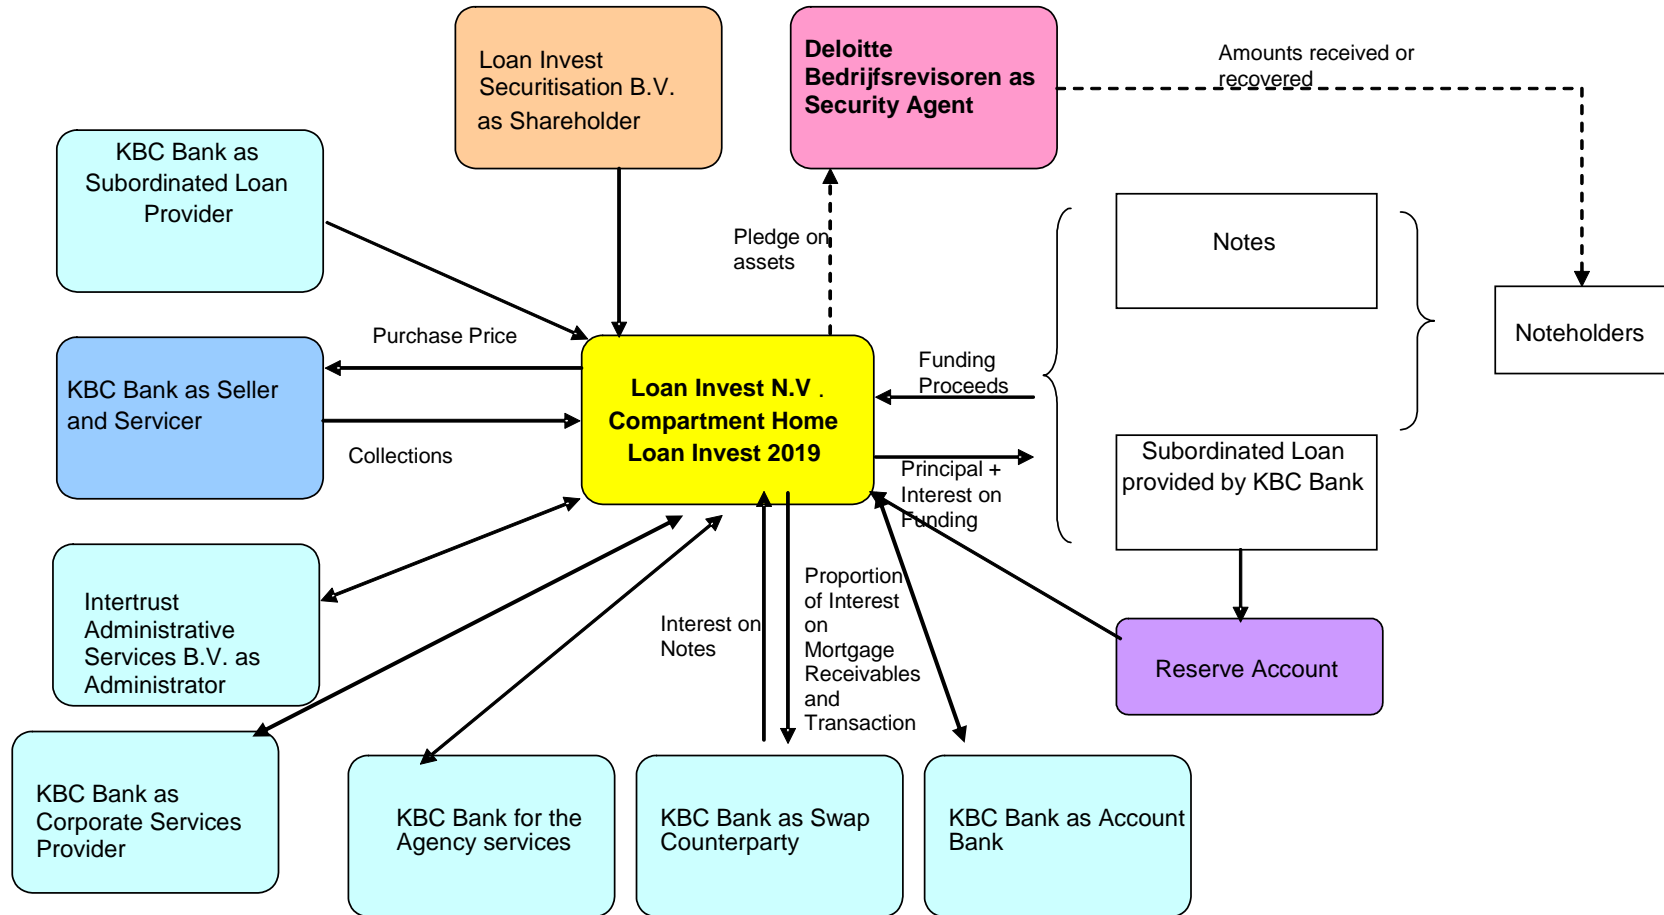 Loan Invest
Securitisation B.V.
as Shareholder
Deloitte
Bedrijfsrevisoren as
Security Agent
Amounts received or
recovered
KBC Bank as
Subordinated Loan
Provider
Pledge on
assets
Notes
Noteholders
Purchase Price
KBC Bank as Seller
and Servicer
Collections
Loan Invest N.V .
Compartment Home
Loan Invest 2019
Funding
Proceeds
Principal +
Interest on
Funding
Subordinated Loan
provided by KBC Bank
Intertrust
Administrative
Services B.V. as
Administrator
Interest on
Notes
Proportion
of Interest
on
Mortgage
Receivables
and
Transaction
Reserve Account
KBC Bank as
Corporate Services
Provider
KBC Bank for the
Agency services
KBC Bank as Swap
Counterparty
KBC Bank as Account
Bank